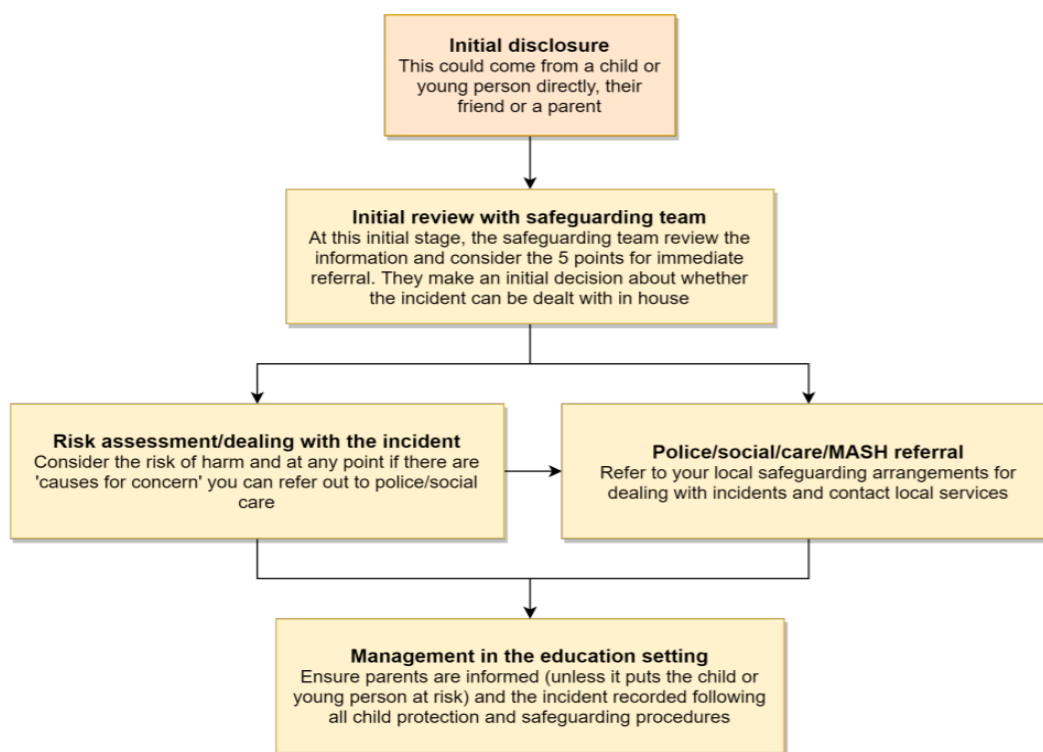 Initial disclosure
This could come from a child or
young person directly, their
friend or a parent
Initial review with safeguarding team
At this initial stage, the safeguarding team review the
information and consider the 5 points for immediate
referral. They make an initial decision about whether
the incident can be dealt with in house
Risk assessment/dealing with the incident
Consider the risk of harm and at any point if there are
'causes for concern' you can refer out to police/social
care
Police/social/care/MASH referral
Refer to your local safeguarding arrangements for
dealing with incidents and contact local services
Management in the education setting
Ensure parents are informed (unless it puts the child or
young person at risk) and the incident recorded following
all child protection and safeguarding procedures